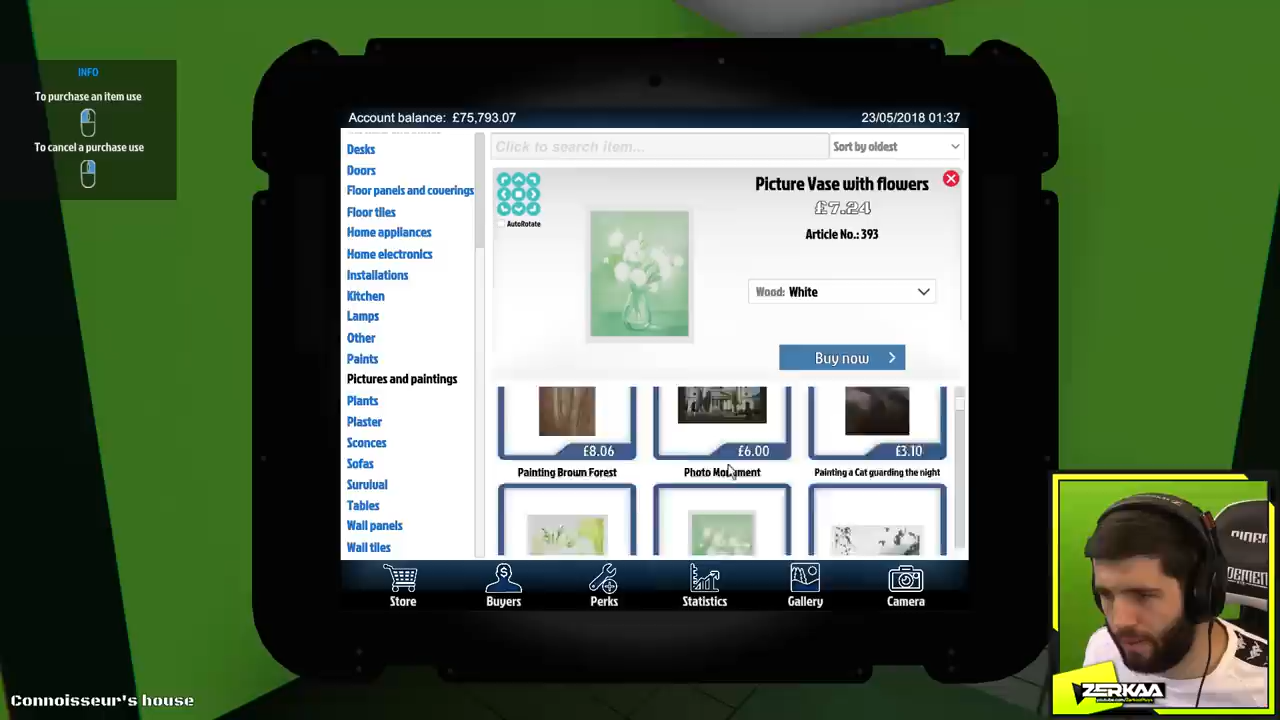 INFO
To purchase an item use
To cancel a purchase use
Account balance: £75,793.07
23/05/2018 01:37
Desks
Doors
Floor panels and coverings
Floor tiles
Home appliances
Home electronics
Installations
Kitchen
Lamps
Other
Paints
Pictures and paintings
Plants
Plaster
Sconces
Sofas
Survival
Tables
Wall panels
Wall tiles
Click to search item...
Sort by oldest
AutoRotate
Picture Vase with flowers
£7.24
Article No.: 393
Wood: White
Buy now
£8.06
£6.00
£3.10
Painting Brown Forest
Photo Monument
Painting a Cat guarding the night
Store
Buyers
Perks
Statistics
Gallery
Camera
Connoisseur's house
ZERKAA